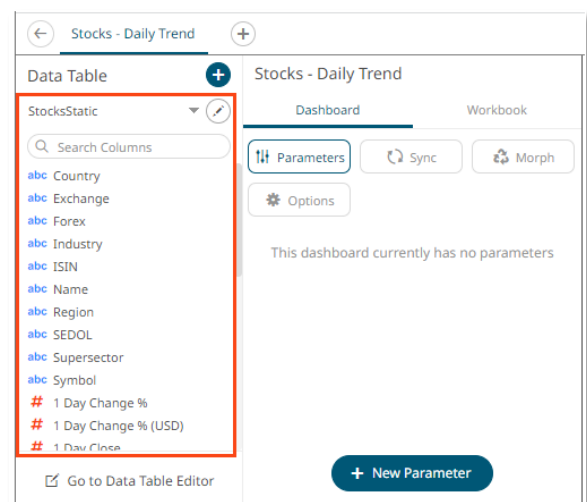 Stocks - Daily Trend
Data Table
StocksStatic
Search Columns
abc Country
abc Exchange
abc Forex
abc Industry
abc ISIN
abc Name
abc Region
abc SEDOL
abc Supersector
abc Symbol
# 1 Day Change %
# 1 Day Change % (USD)
# 1 Day Close
Go to Data Table Editor
Stocks - Daily Trend
Dashboard Workbook
Parameters Sync Morph
Options
This dashboard currently has no parameters
+ New Parameter